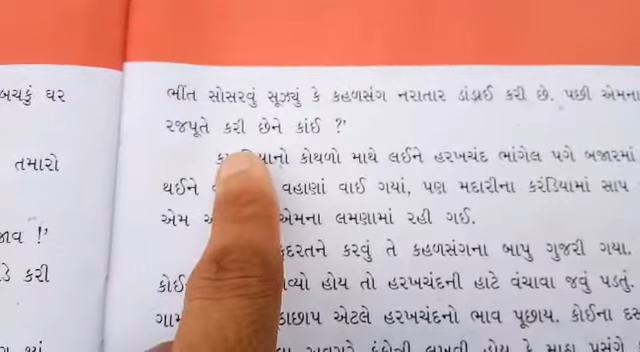 બચકું ઘર
તમારો
કરી
ભીંત સોસરવું સૂઝ્યું કે કહળસંગ નરાતાર ડાંડાઈ કરી છે. પછી એમના
રજપૂતે કરી છેને કાંઈ ?'
કોથળો માથે લઈને હરખચંદ ભાંગેલ પગે બજારમાં
થઈને વહાણાં વાઈ ગયાં, પણ મદારીના કરંડિયામાં સાપ
એમ એમના લમણામાં રહી ગઈ.
કુદરતને કરવું તે કહળસંગના બાપુ ગુજરી ગયા.
કોઈ હોય તો હરખચંદની હાટે વંચાવા જવું પડતું.
એટલે હરખચંદનો ભાવ પૂછાય. કોઈના
કંકોત્રી લખવી હોય કે માઠા પ્રસંગે